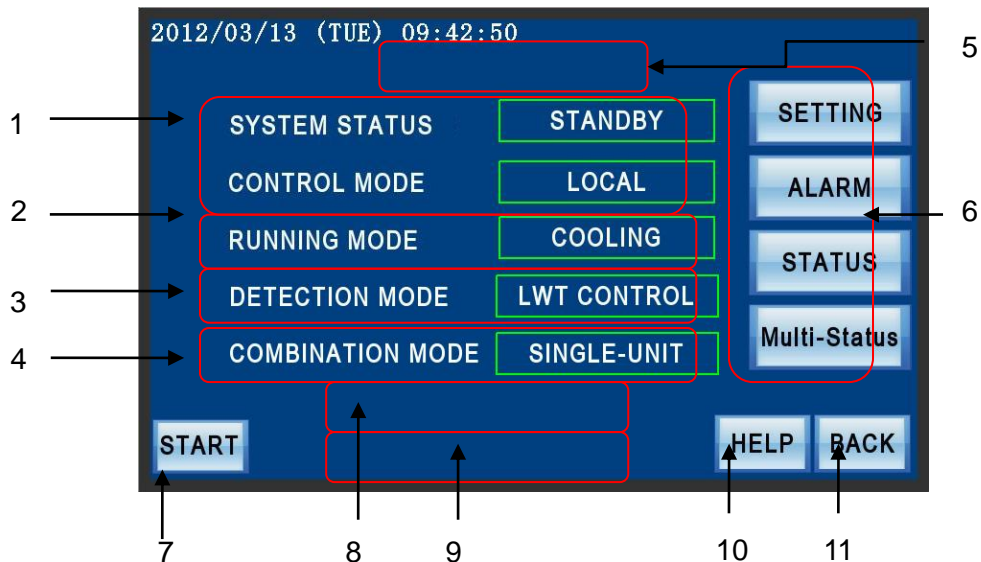 2012/03/13 (TUE) 09:42:50
5
1 SYSTEM STATUS STANDBY SETTING
CONTROL MODE LOCAL ALARM
2 6
RUNNING MODE COOLING STATUS
3 DETECTION MODE LWT CONTROL
4 COMBINATION MODE SINGLE-UNIT Multi-Status
START HELP BACK
7 8 9 10 11